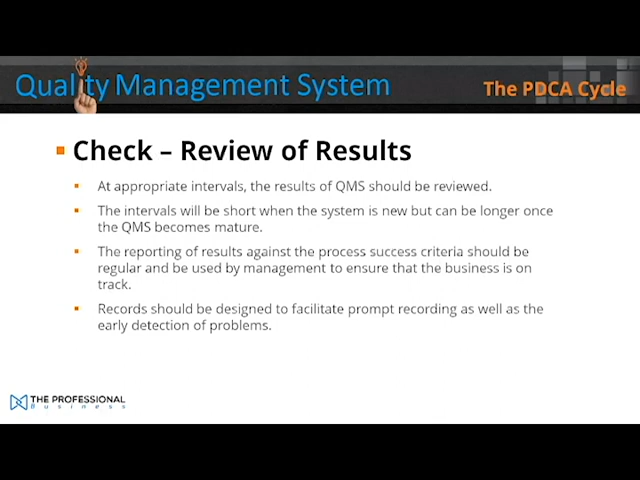 Quality Management System
The PDCA Cycle
Check – Review of Results
At appropriate intervals, the results of QMS should be reviewed.
The intervals will be short when the system is new but can be longer once
the QMS becomes mature.
The reporting of results against the process success criteria should be
regular and be used by management to ensure that the business is on
track.
Records should be designed to facilitate prompt recording as well as the
early detection of problems.
THE PROFESSIONAL
Business